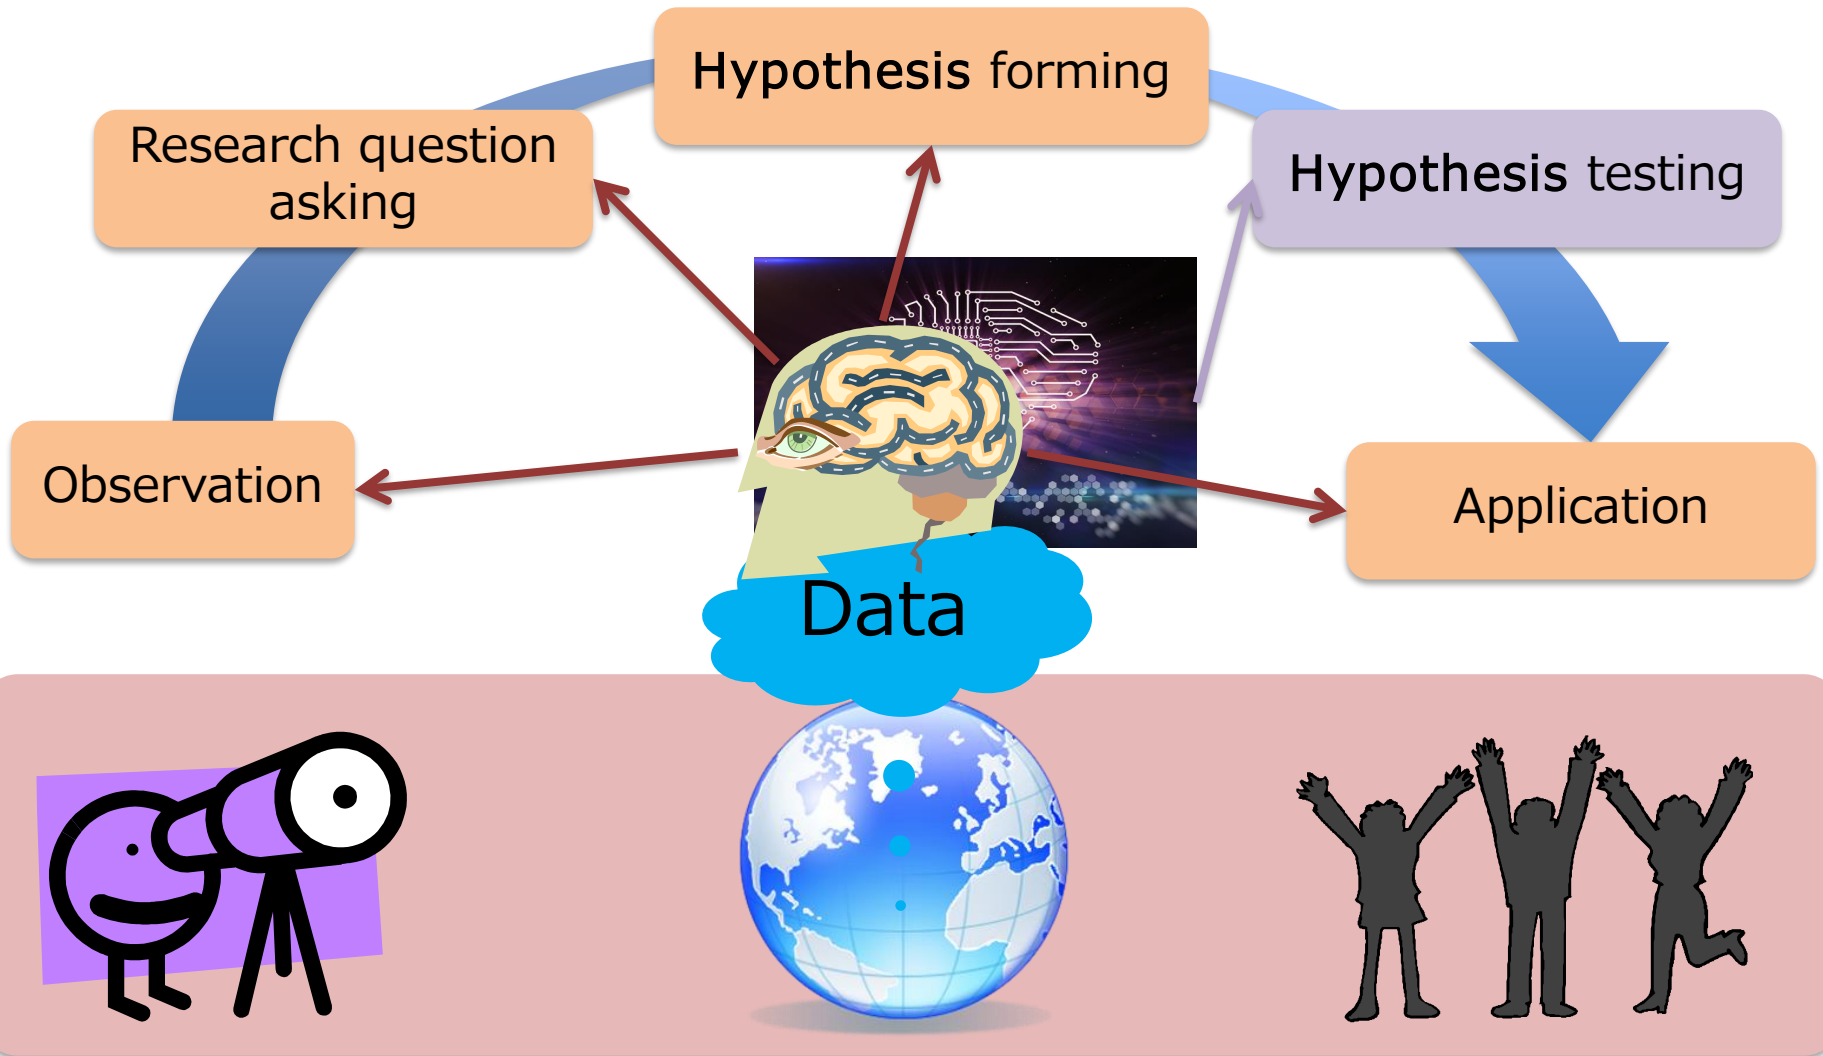 Hypothesis forming
Research question
asking
Hypothesis testing
Observation
Application
Data